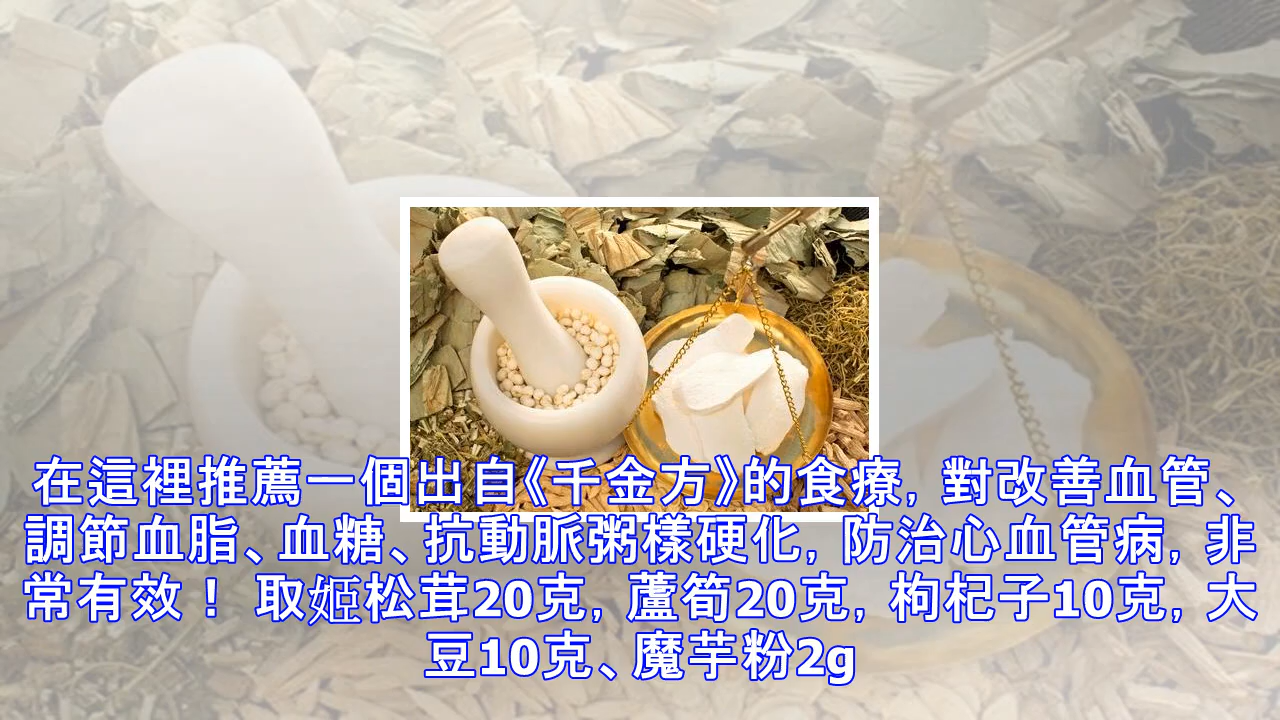 在這裡推薦一個出自《千金方》的食療, 對改善血管、
調節血脂、血糖、抗動脈粥樣硬化, 防治心血管病, 非
常有效！ 取姬松茸20克, 蘆筍20克, 枸杞子10克, 大
豆10克、魔芋粉2g